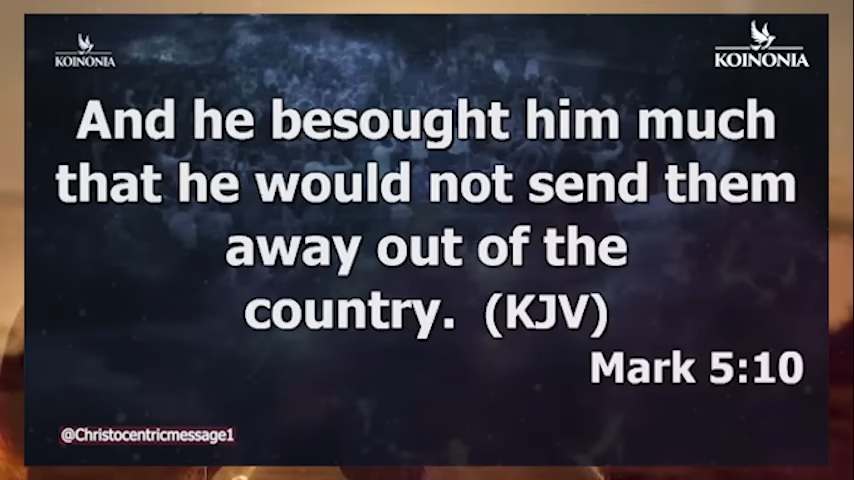 KOINONIA
KOINONIA
And he besought him much
that he would not send them
away out of the
country. (KJV)
Mark 5:10
@Christocentricmessage1